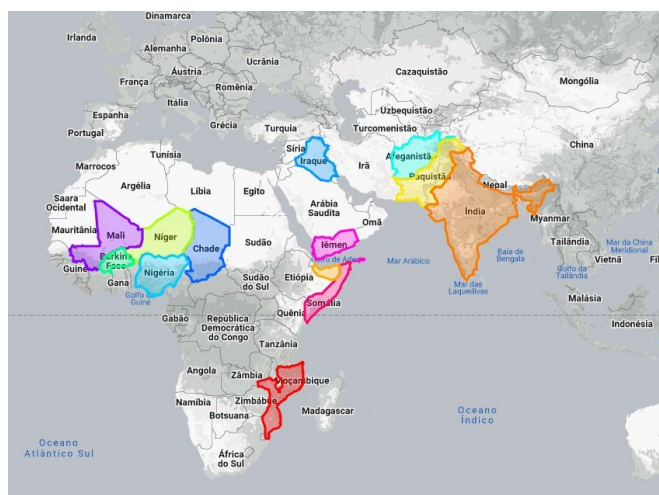 Dinamarca
Irlanda
Polônia
Alemanha
Ucrânia
Cazaquistão
Áustria
França
Mongólia
Romênia
Itália
Uzbequistão
Espanha
Grécia
Turquia
Turcomenistão
Portugal
Síria
China
Tunísia
Iraque
Irã
Afeganistã
Marrocos
Paquistão
Argélia
Líbia
Egito
Nepal
Saara
Ocidental
Arábia
Saudita
Índia
Omã
Myanmar
Mauritânia
Mali
Níger
Chade
Sudão
Iêmen
Mar Arábico
Baía de
Bengala
Tailândia
Mar da China
Meridional
Burkina
Faso
Golfo de Aden
Vietnã
Fil
Guiné
Gana
Nigéria
Sudão
do Sul
Etiópia
Mar das
Laquedivas
Golfo da
Tailândia
Golfo
Guiné
Somália
Malásia
Gabão
República
Democrática
do Congo
Quênia
Indonésia
Tanzânia
Angola
Zâmbia
Moçambique
Namíbia
Zimbábue
Botsuana
Madagascar
Oceano
Índico
Oceano
Atlântico Sul
África
do Sul